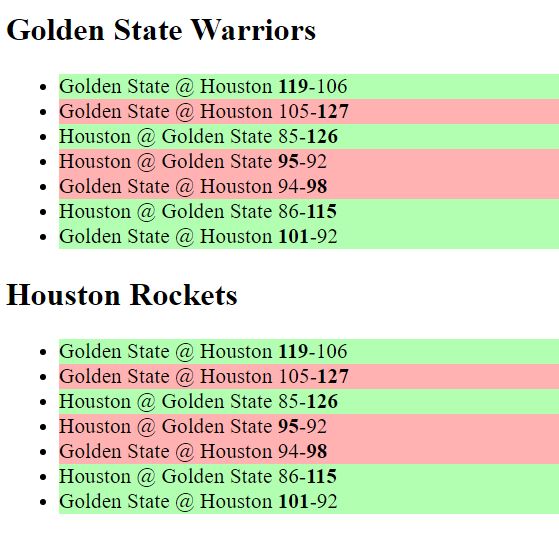 Golden State Warriors
Golden State @ Houston 119-106
Golden State @ Houston 105-127
Houston @ Golden State 85-126
Houston @ Golden State 95-92
Golden State @ Houston 94-98
Houston @ Golden State 86-115
Golden State @ Houston 101-92
Houston Rockets
Golden State @ Houston 119-106
Golden State @ Houston 105-127
Houston @ Golden State 85-126
Houston @ Golden State 95-92
Golden State @ Houston 94-98
Houston @ Golden State 86-115
Golden State @ Houston 101-92